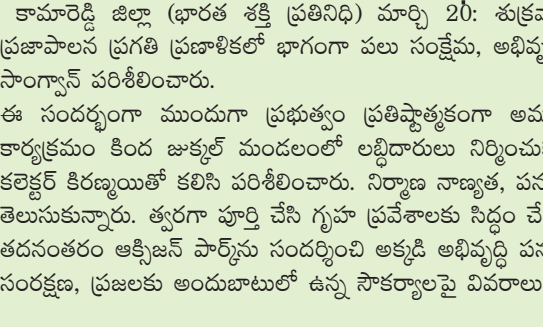 కామారెడ్డి జిల్లా (భారత శక్తి ప్రతినిధి) మార్చి 20: శుక్రవ
ప్రజాపాలన ప్రగతి ప్రణాళికలో భాగంగా పలు సంక్షేమ, అభివృ
సాంగ్వాన్ పరిశీలించారు.
ఈ సందర్భంగా ముందుగా ప్రభుత్వం ప్రతిష్టాత్మకంగా అమ
కార్యక్రమం కింద జుక్కల్ మండలంలో లబ్ధిదారులు నిర్మించు
కలెక్టర్ కిరణ్మయితో కలిసి పరిశీలించారు. నిర్మాణ నాణ్యత, పన
తెలుసుకున్నారు. త్వరగా పూర్తి చేసి గృహ ప్రవేశాలకు సిద్ధం చే
తదనంతరం ఆక్సిజన్ పార్క్‌ను సందర్శించి అక్కడి అభివృద్ధి పన
సంరక్షణ, ప్రజలకు అందుబాటులో ఉన్న సౌకర్యాలపై వివరాలు